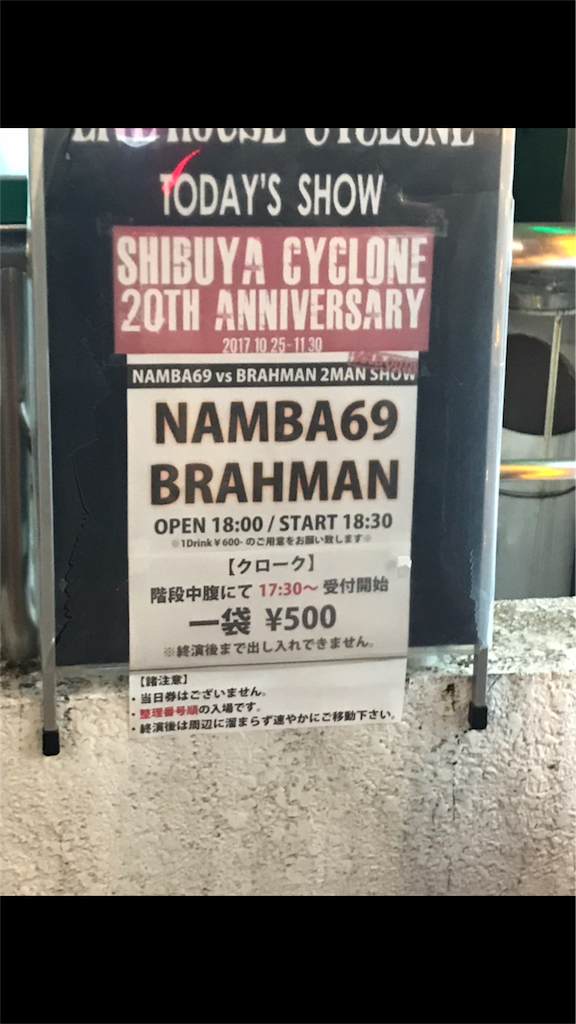 LIVE HOUSE CYCLONE
TODAY'S SHOW
SHIBUYA CYCLONE
20TH ANNIVERSARY
2017 10 25-11 30
NAMBA69 vs BRAHMAN 2MAN SHOW
NAMBA69
BRAHMAN
OPEN 18:00 / START 18:30
※1Drink￥600- のご用意をお願い致します※
【クローク】
階段中腹にて 17:30〜 受付開始
一袋 ¥500
※終演後まで出し入れできません。
【諸注意】
・当日券はございません。
・整理番号順の入場です。
・終演後は周辺に溜まらず速やかにご移動下さい。